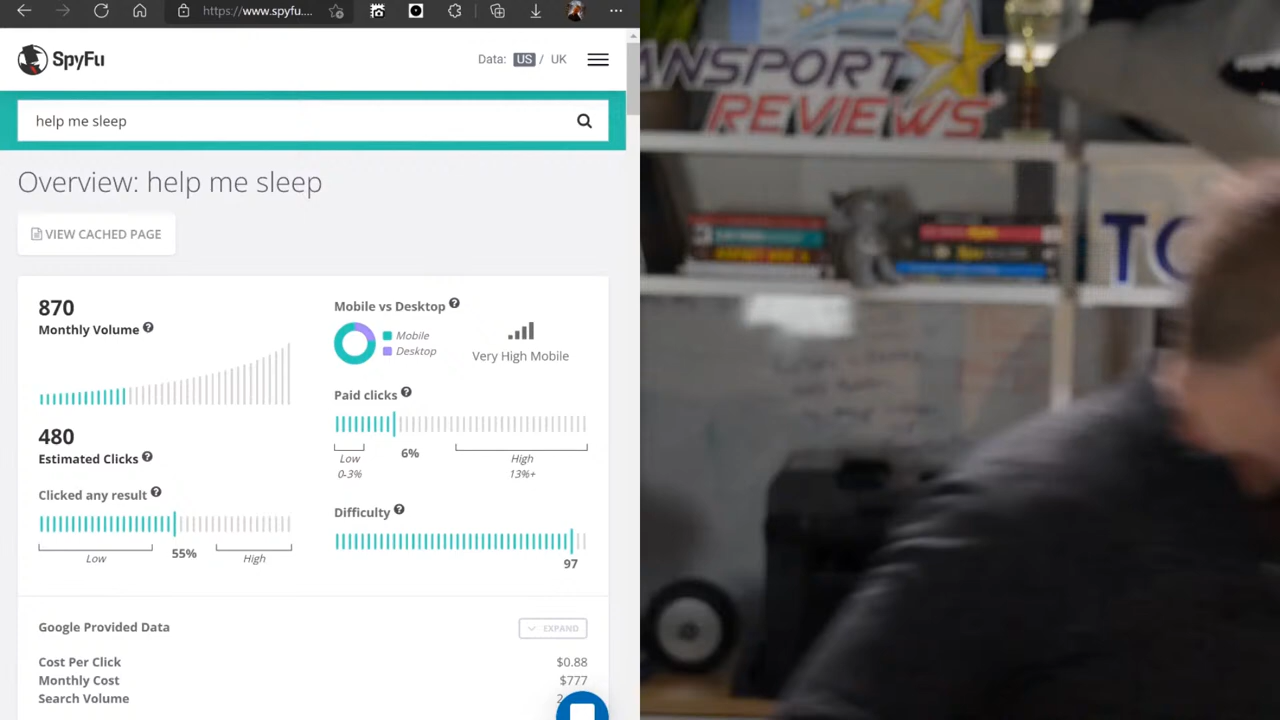 https://www.spyfu....
SpyFu
Data: US / UK
help me sleep
Overview: help me sleep
VIEW CACHED PAGE
870
Monthly Volume
480
Estimated Clicks
Clicked any result
Low
55%
High
Mobile vs Desktop
Mobile
Desktop
Very High Mobile
Paid clicks
Low
0-3%
6%
High
13%+
Difficulty
97
Google Provided Data
EXPAND
Cost Per Click $0.88
Monthly Cost $777
Search Volume
ANSPORT
REVIEWS